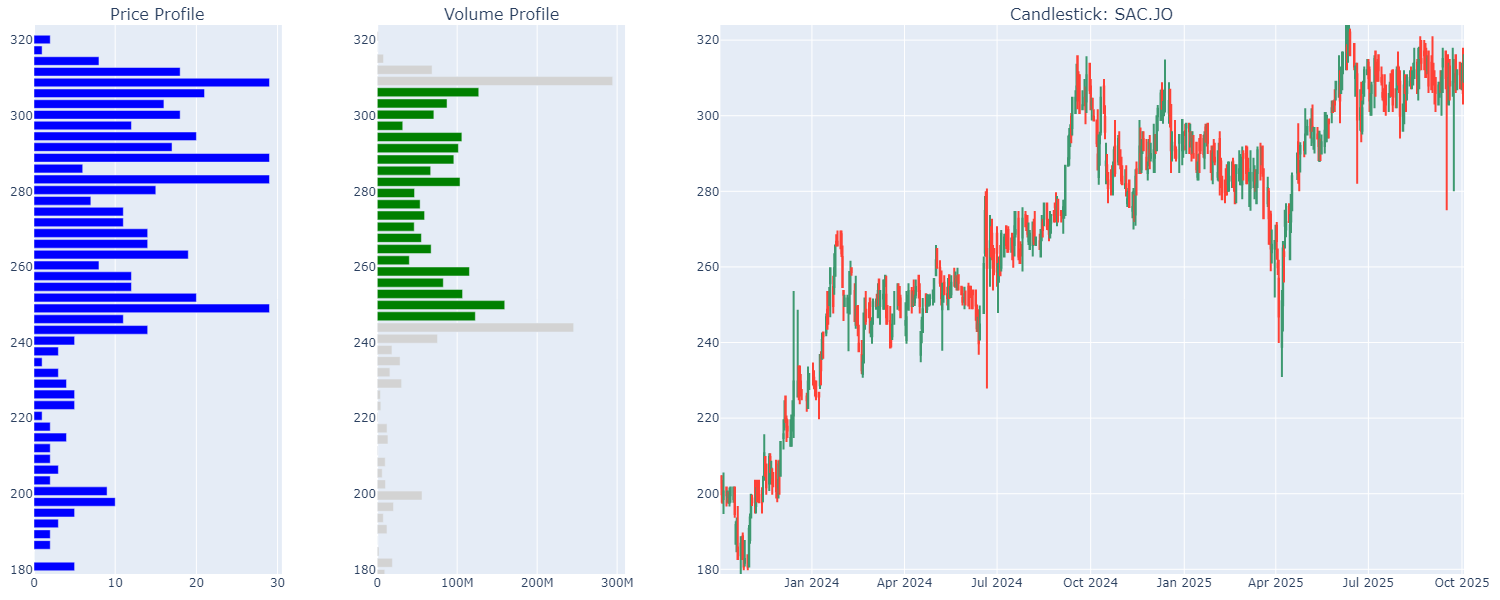 Price Profile
Volume Profile
Candlestick: SAC.JO
320
300
280
260
240
220
200
180
0
10
20
30
320
300
280
260
240
220
200
180
0
100M
200M
300M
320
300
280
260
240
220
200
180
Jan 2024
Apr 2024
Jul 2024
Oct 2024
Jan 2025
Apr 2025
Jul 2025
Oct 2025